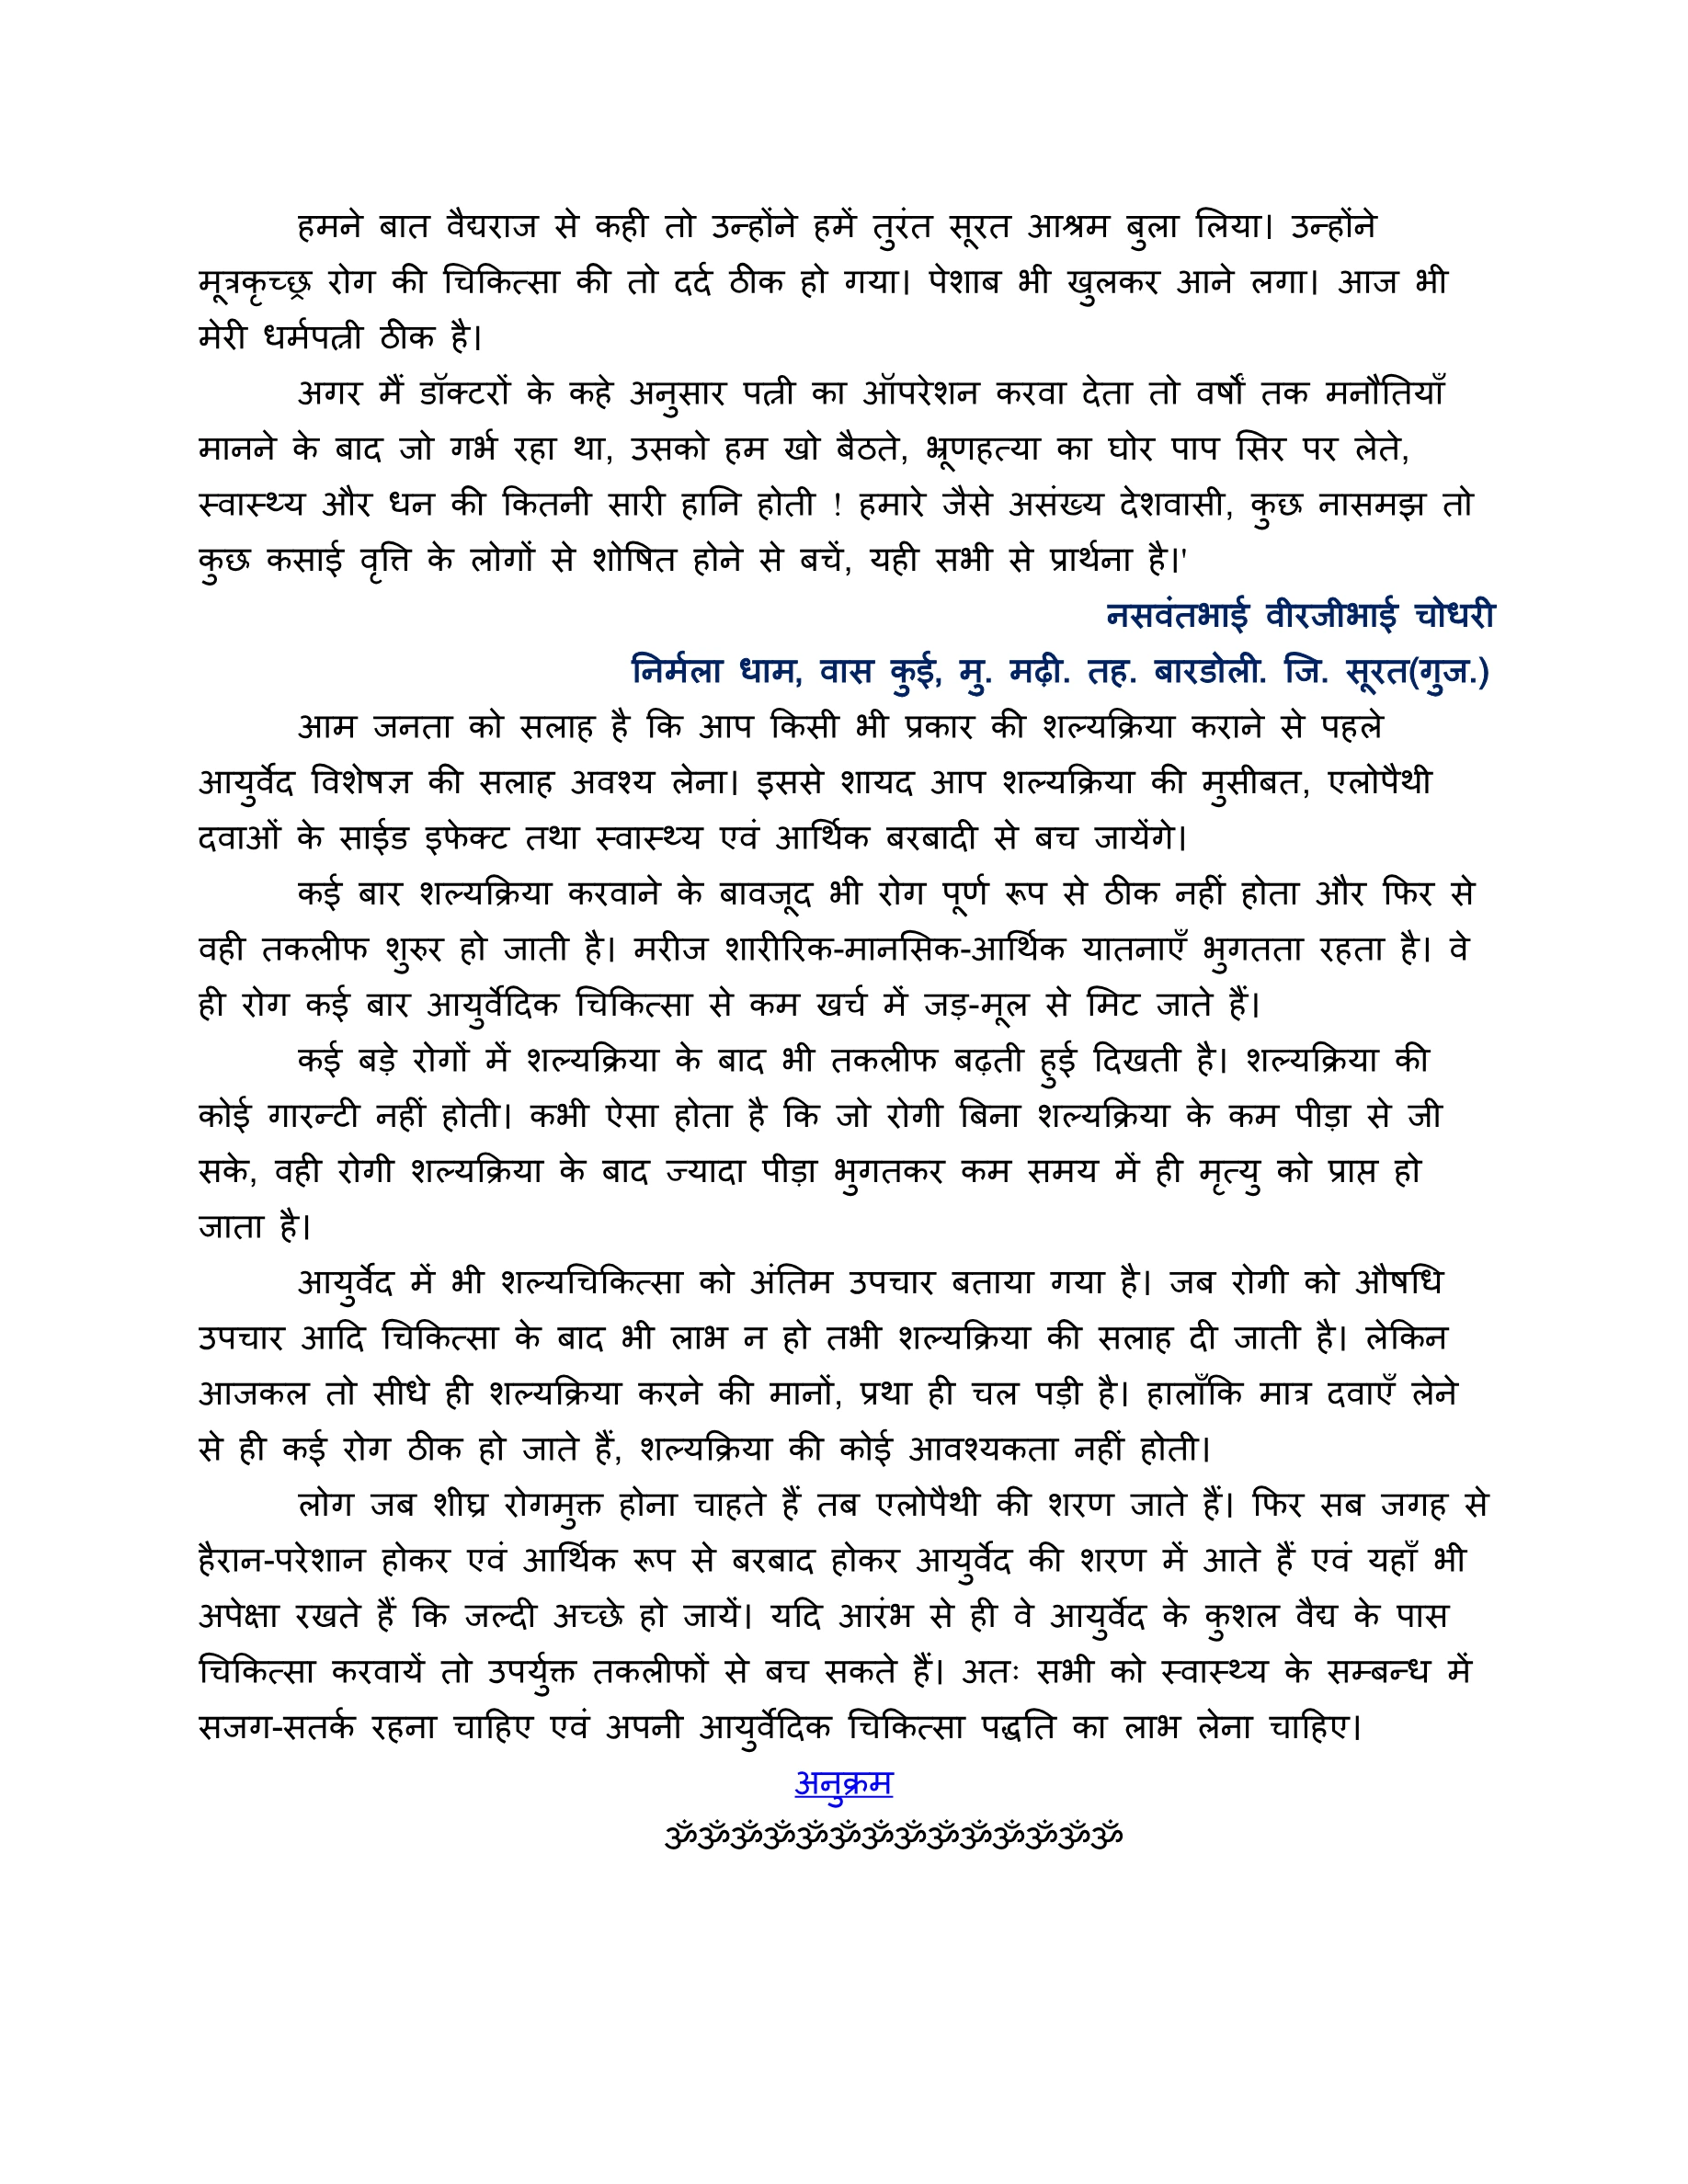 हमने बात वैद्यराज से कही तो उन्होंने हमें तुरंत सूरत आश्रम बुला लिया। उन्होंने
मूत्रकृच्छ्र रोग की चिकित्सा की तो दर्द ठीक हो गया। पेशाब भी खुलकर आने लगा। आज भी
मेरी धर्मपत्नी ठीक है।
अगर मैं डॉक्टरों के कहे अनुसार पत्नी का ऑपरेशन करवा देता तो वर्षों तक मनौतियाँ
मानने के बाद जो गर्भ रहा था, उसको हम खो बैठते, भ्रूणहत्या का घोर पाप सिर पर लेते,
स्वास्थ्य और धन की कितनी सारी हानि होती ! हमारे जैसे असंख्य देशवासी, कुछ नासमझ तो
कुछ कसाई वृत्ति के लोगों से शोषित होने से बचें, यही सभी से प्रार्थना है।'
नसवंतभाई वीरजीभाई चोधरी
निर्मला धाम, वास कुई, मु. मढ़ी. तह. बारडोली. जि. सूरत(गुज.)
आम जनता को सलाह है कि आप किसी भी प्रकार की शल्यक्रिया कराने से पहले
आयुर्वेद विशेषज्ञ की सलाह अवश्य लेना। इससे शायद आप शल्यक्रिया की मुसीबत, एलोपैथी
दवाओं के साईड इफेक्ट तथा स्वास्थ्य एवं आर्थिक बरबादी से बच जायेंगे।
कई बार शल्यक्रिया करवाने के बावजूद भी रोग पूर्ण रूप से ठीक नहीं होता और फिर से
वही तकलीफ शुरुर हो जाती है। मरीज शारीरिक-मानसिक-आर्थिक यातनाएँ भुगतता रहता है। वे
ही रोग कई बार आयुर्वेदिक चिकित्सा से कम खर्च में जड़-मूल से मिट जाते हैं।
कई बड़े रोगों में शल्यक्रिया के बाद भी तकलीफ बढ़ती हुई दिखती है। शल्यक्रिया की
कोई गारन्टी नहीं होती। कभी ऐसा होता है कि जो रोगी बिना शल्यक्रिया के कम पीड़ा से जी
सके, वही रोगी शल्यक्रिया के बाद ज्यादा पीड़ा भुगतकर कम समय में ही मृत्यु को प्राप्त हो
जाता है।
आयुर्वेद में भी शल्यचिकित्सा को अंतिम उपचार बताया गया है। जब रोगी को औषधि
उपचार आदि चिकित्सा के बाद भी लाभ न हो तभी शल्यक्रिया की सलाह दी जाती है। लेकिन
आजकल तो सीधे ही शल्यक्रिया करने की मानों, प्रथा ही चल पड़ी है। हालाँकि मात्र दवाएँ लेने
से ही कई रोग ठीक हो जाते हैं, शल्यक्रिया की कोई आवश्यकता नहीं होती।
लोग जब शीघ्र रोगमुक्त होना चाहते हैं तब एलोपैथी की शरण जाते हैं। फिर सब जगह से
हैरान-परेशान होकर एवं आर्थिक रूप से बरबाद होकर आयुर्वेद की शरण में आते हैं एवं यहाँ भी
अपेक्षा रखते हैं कि जल्दी अच्छे हो जायें। यदि आरंभ से ही वे आयुर्वेद के कुशल वैद्य के पास
चिकित्सा करवायें तो उपर्युक्त तकलीफों से बच सकते हैं। अतः सभी को स्वास्थ्य के सम्बन्ध में
सजग-सतर्क रहना चाहिए एवं अपनी आयुर्वेदिक चिकित्सा पद्धति का लाभ लेना चाहिए।
अनुक्रम
ॐॐॐॐॐॐॐॐॐॐॐॐॐॐ